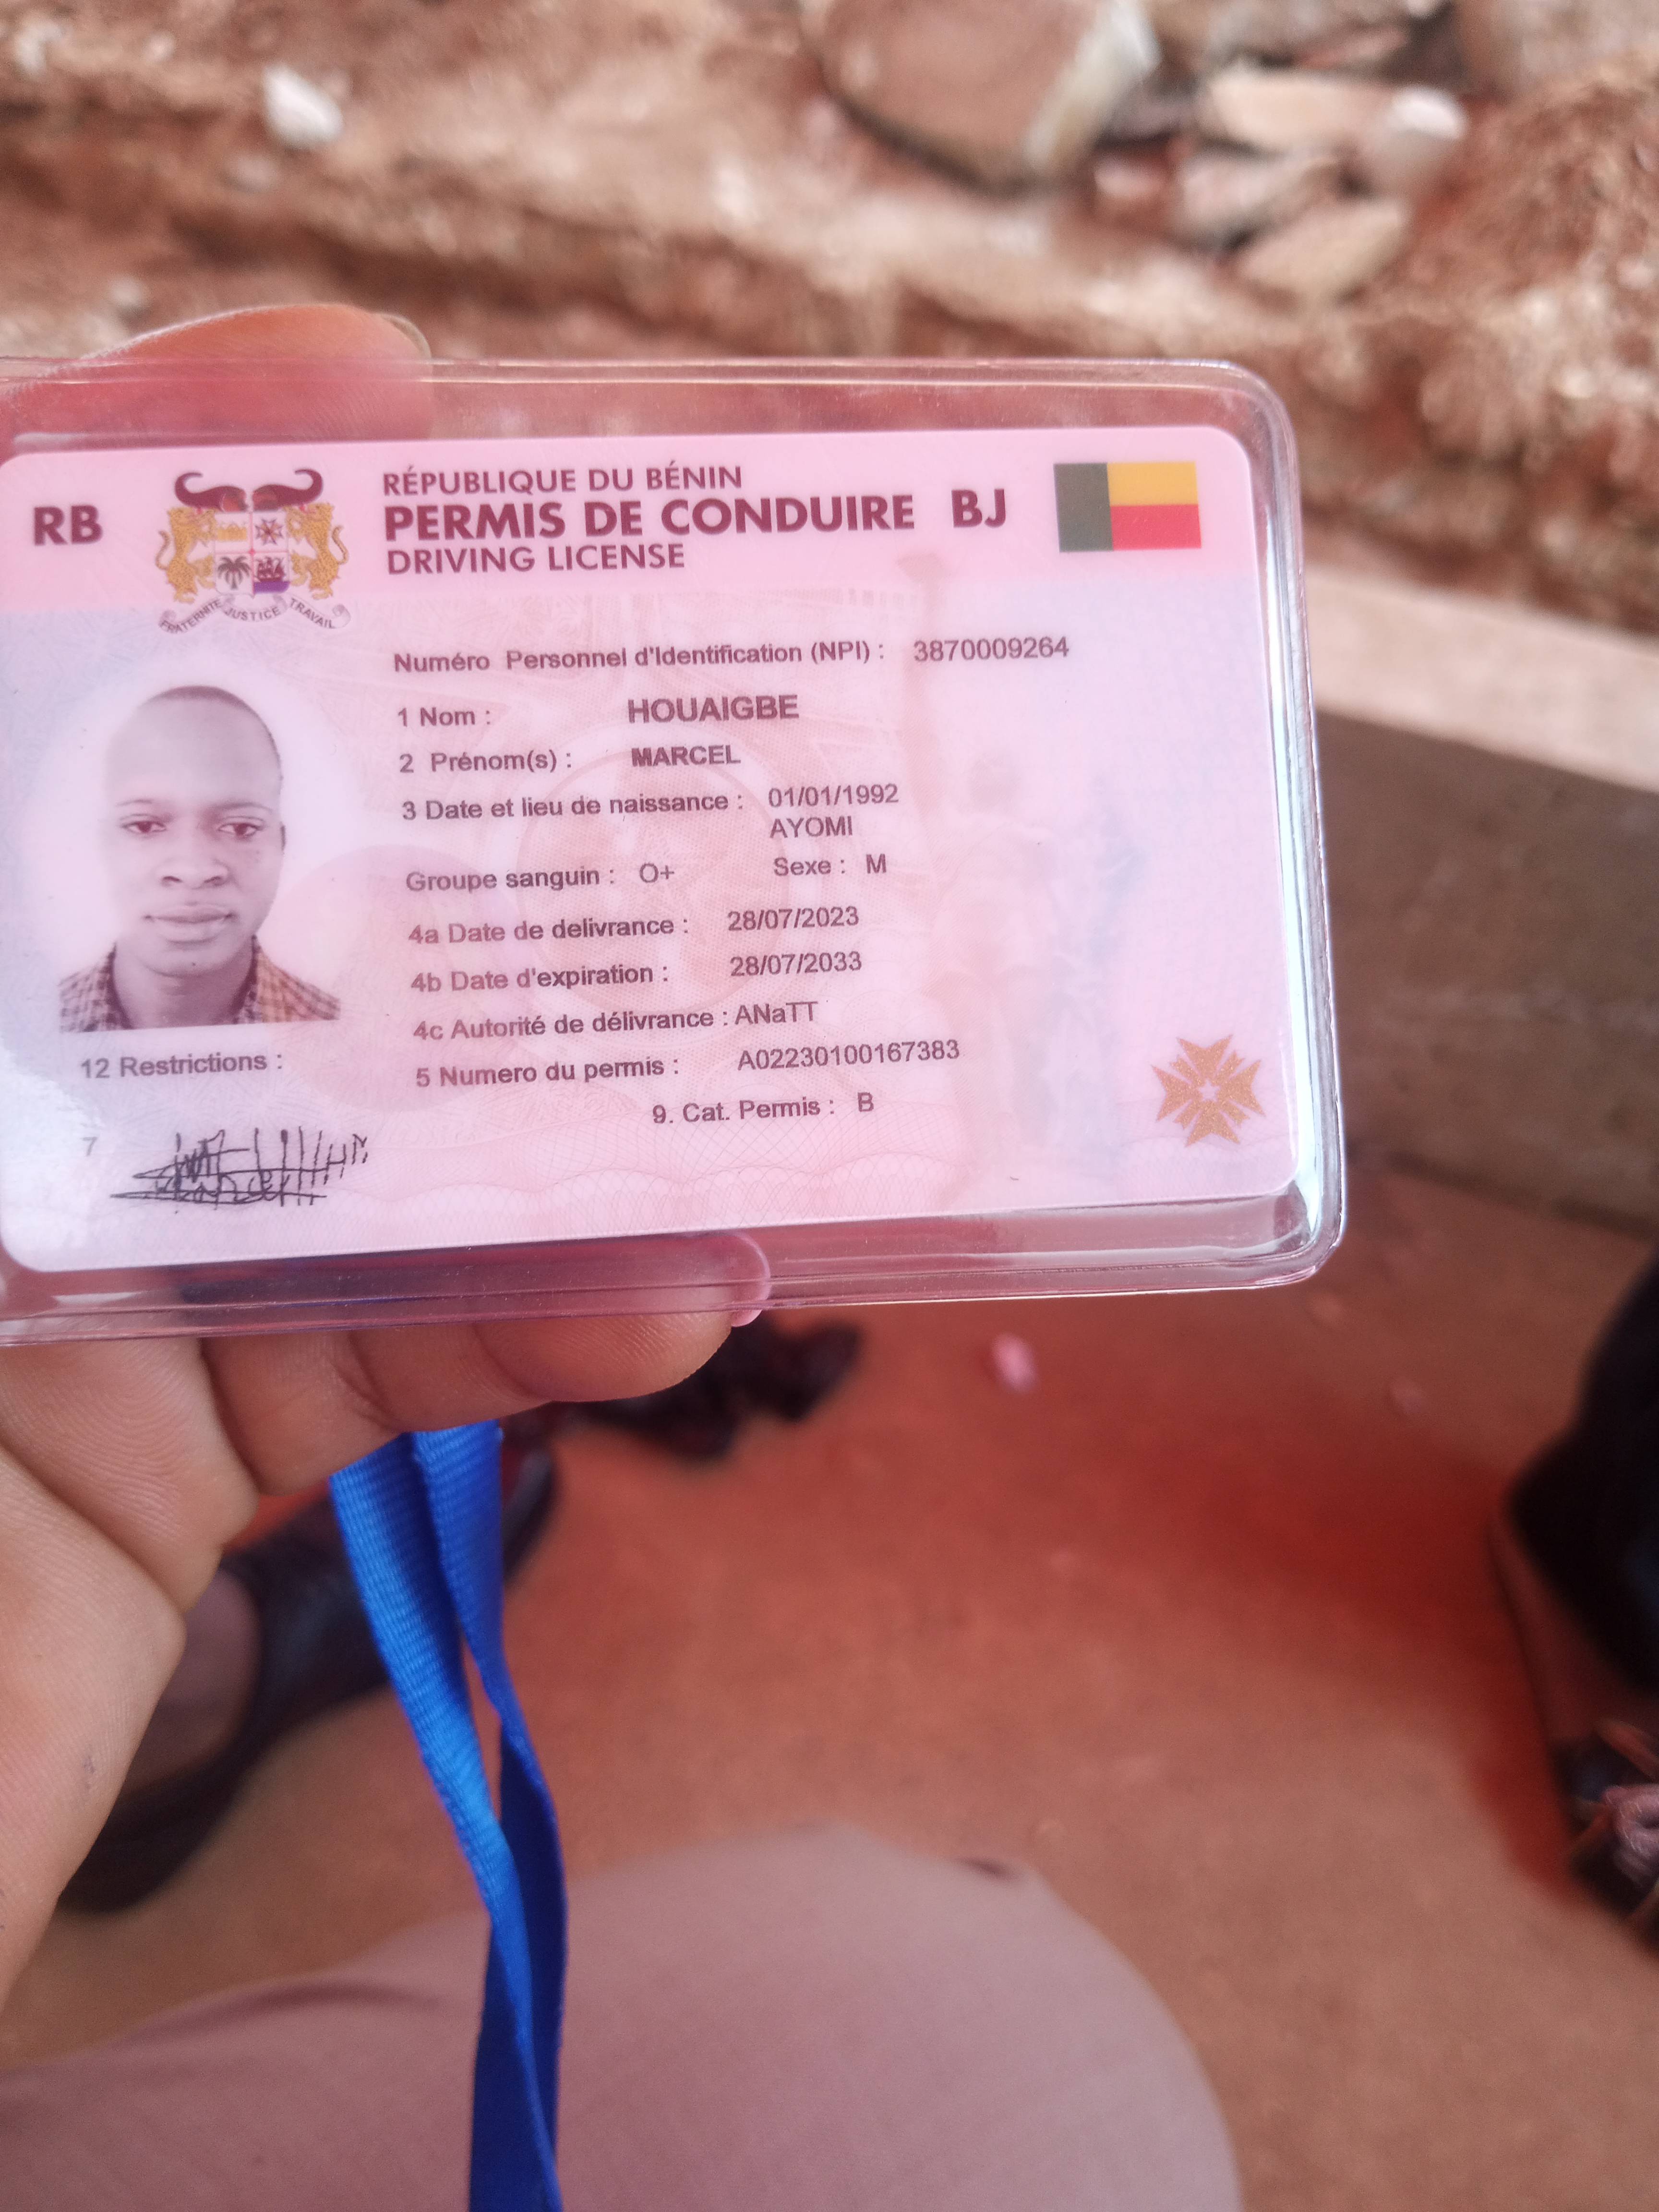 RB
RÉPUBLIQUE DU BÉNIN
PERMIS DE CONDUIRE BJ
DRIVING LICENSE
FRATERNITE JUSTICE TRAVAIL
Numéro Personnel d'Identification (NPI) : 3870009264
1 Nom : HOUAIGBE
2 Prénom(s) : MARCEL
3 Date et lieu de naissance : 01/01/1992
AYOMI
Groupe sanguin : O+ Sexe : M
4a Date de delivrance : 28/07/2023
4b Date d'expiration : 28/07/2033
4c Autorité de délivrance : ANaTT
12 Restrictions :
5 Numero du permis : A02230100167383
9. Cat. Permis : B
7